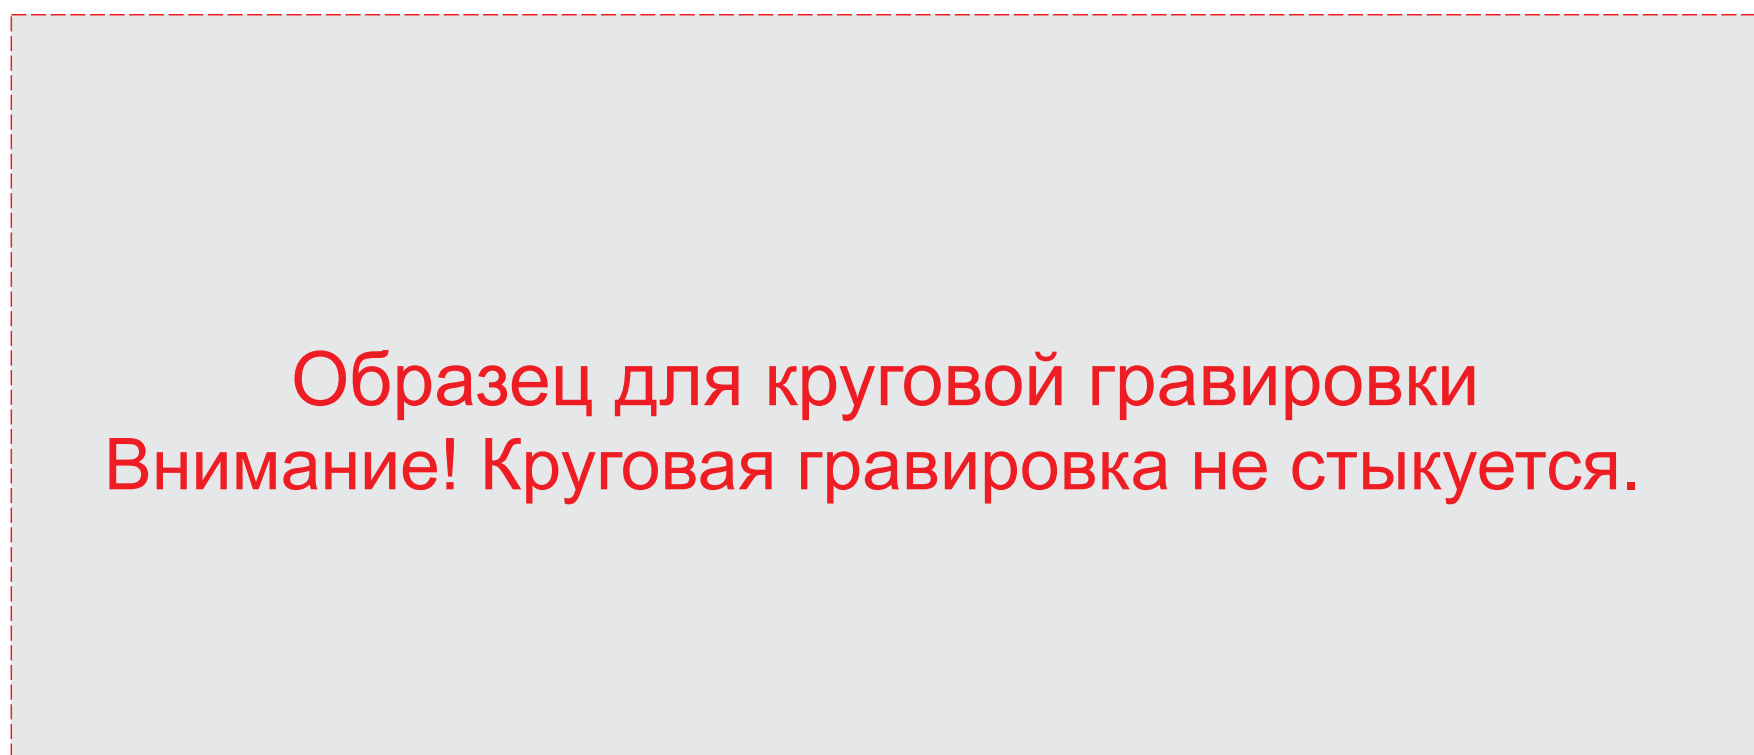 Образец для круговой гравировки
Внимание! Круговая гравировка не стыкуется.